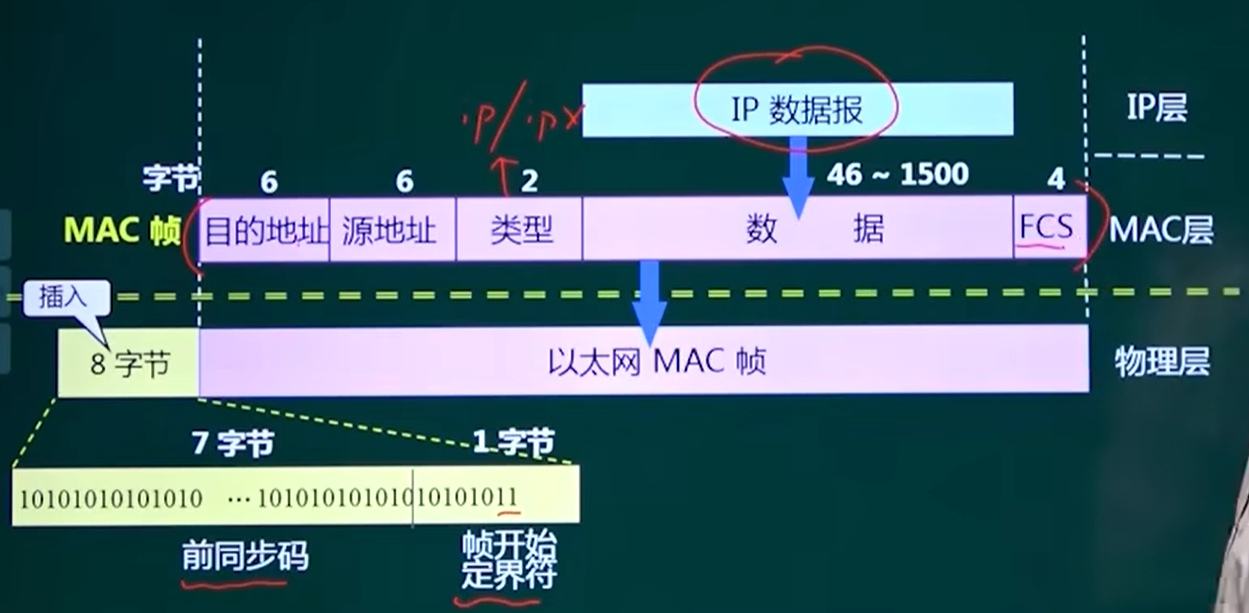 IP 数据报
IP层
ip/ipx
字节
6
6
2
46 ~ 1500
4
MAC 帧
目的地址
源地址
类型
数 据
FCS
MAC层
插入
8 字节
以太网 MAC 帧
物理层
7 字节
1 字节
10101010101010 ··· 1010101010101010101011
前同步码
帧开始
定界符